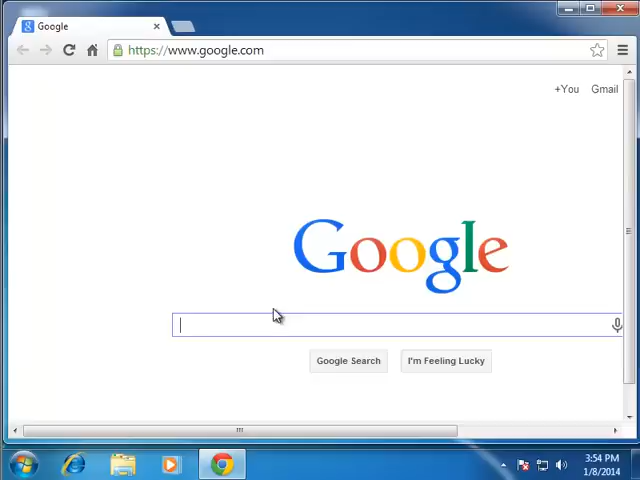 Google
https://www.google.com
+You Gmail
Google
Google Search I'm Feeling Lucky
3:54 PM
1/8/2014